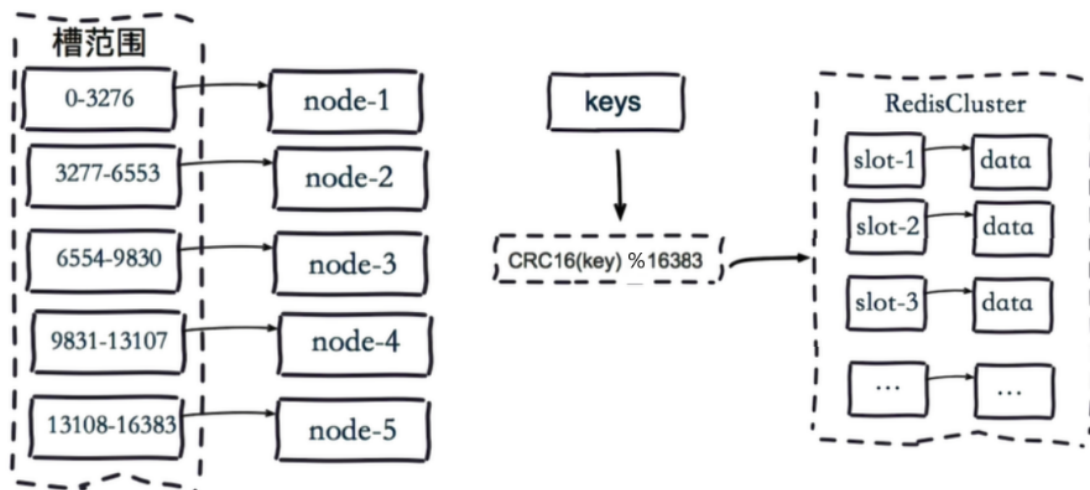 槽范围
0-3276
node-1
3277-6553
node-2
6554-9830
node-3
9831-13107
node-4
13108-16383
node-5
keys
CRC16(key) %16383
RedisCluster
slot-1
data
slot-2
data
slot-3
data
...
...